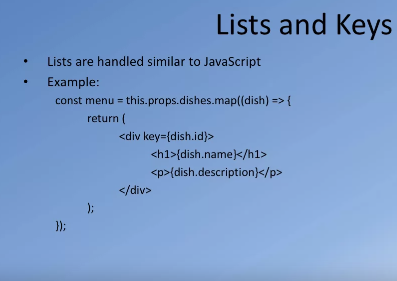 Lists and Keys
• Lists are handled similar to JavaScript
• Example:
const menu = this.props.dishes.map((dish) => {
return (
<div key={dish.id}>
<h1>{dish.name}</h1>
<p>{dish.description}</p>
</div>
);
});